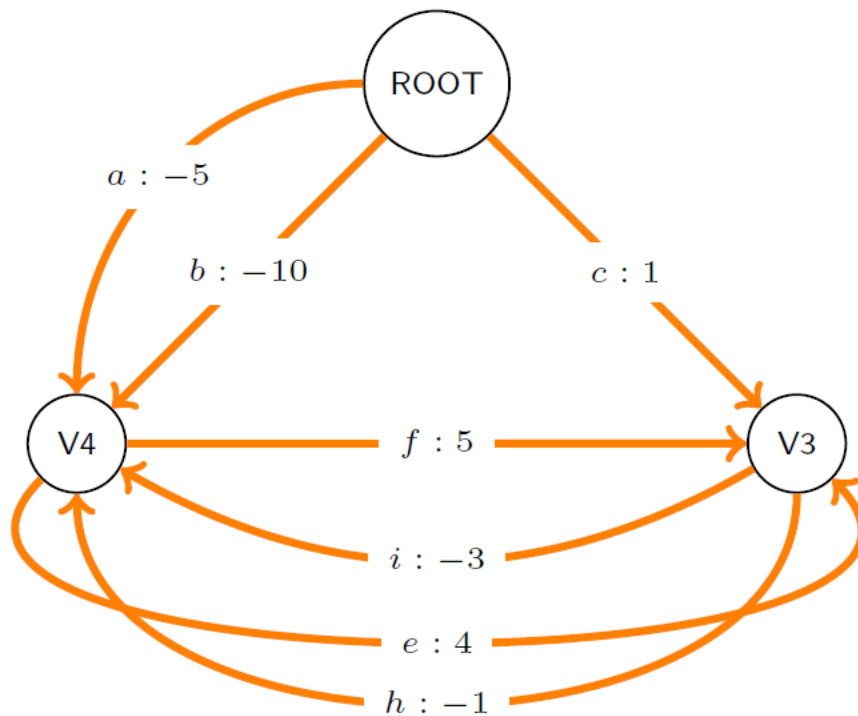 ROOT
a : −5
b : −10
c : 1
V4
f : 5
V3
i : −3
e : 4
h : −1